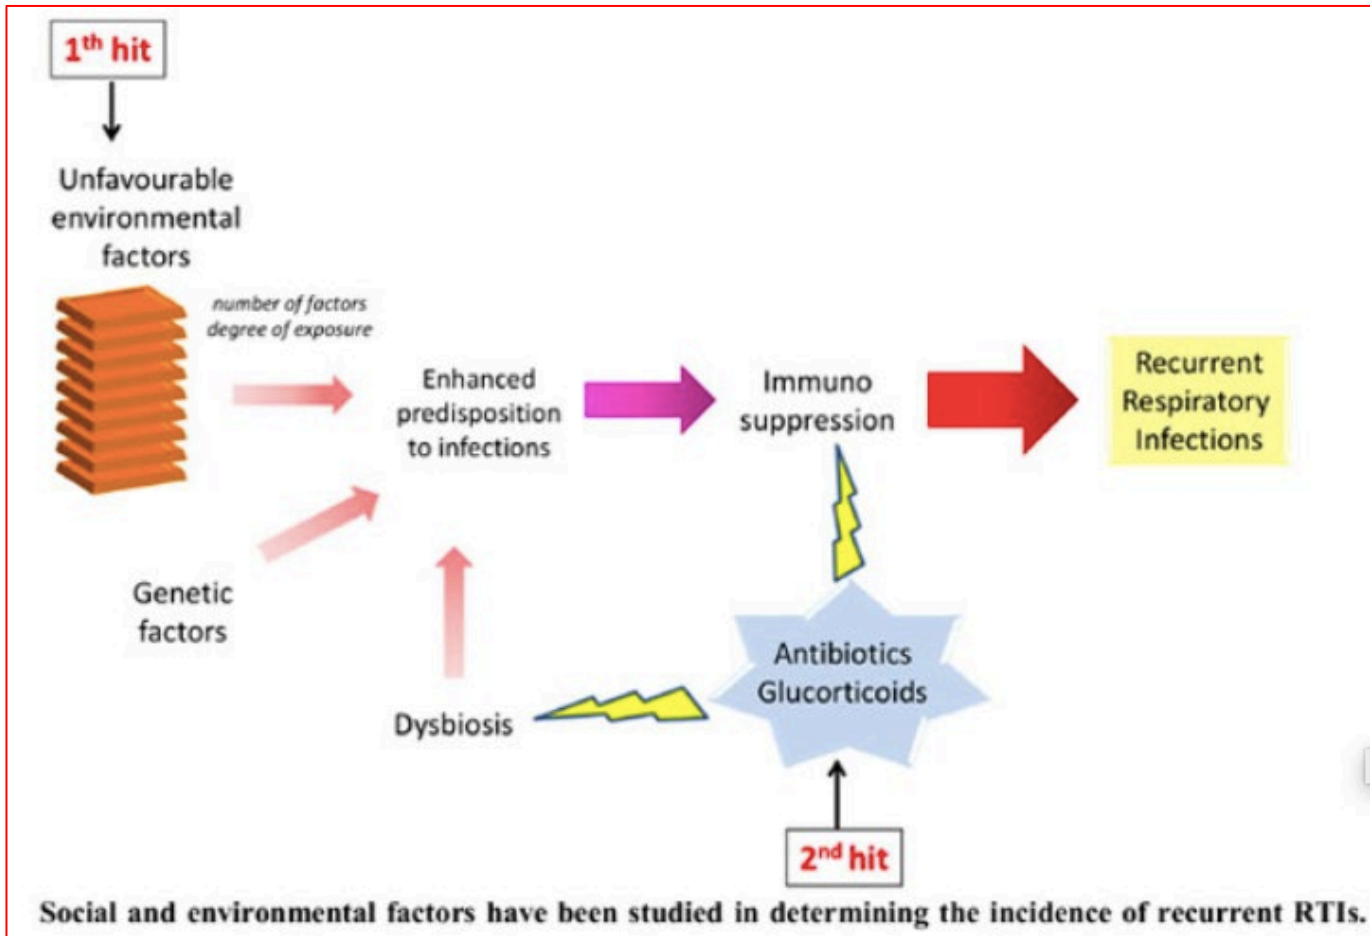 1th hit
Unfavourable
environmental
factors
number of factors
degree of exposure
Enhanced
predisposition
to infections
Immuno
suppression
Recurrent
Respiratory
Infections
Genetic
factors
Dysbiosis
Antibiotics
Glucorticoids
2nd hit
Social and environmental factors have been studied in determining the incidence of recurrent RTIs.